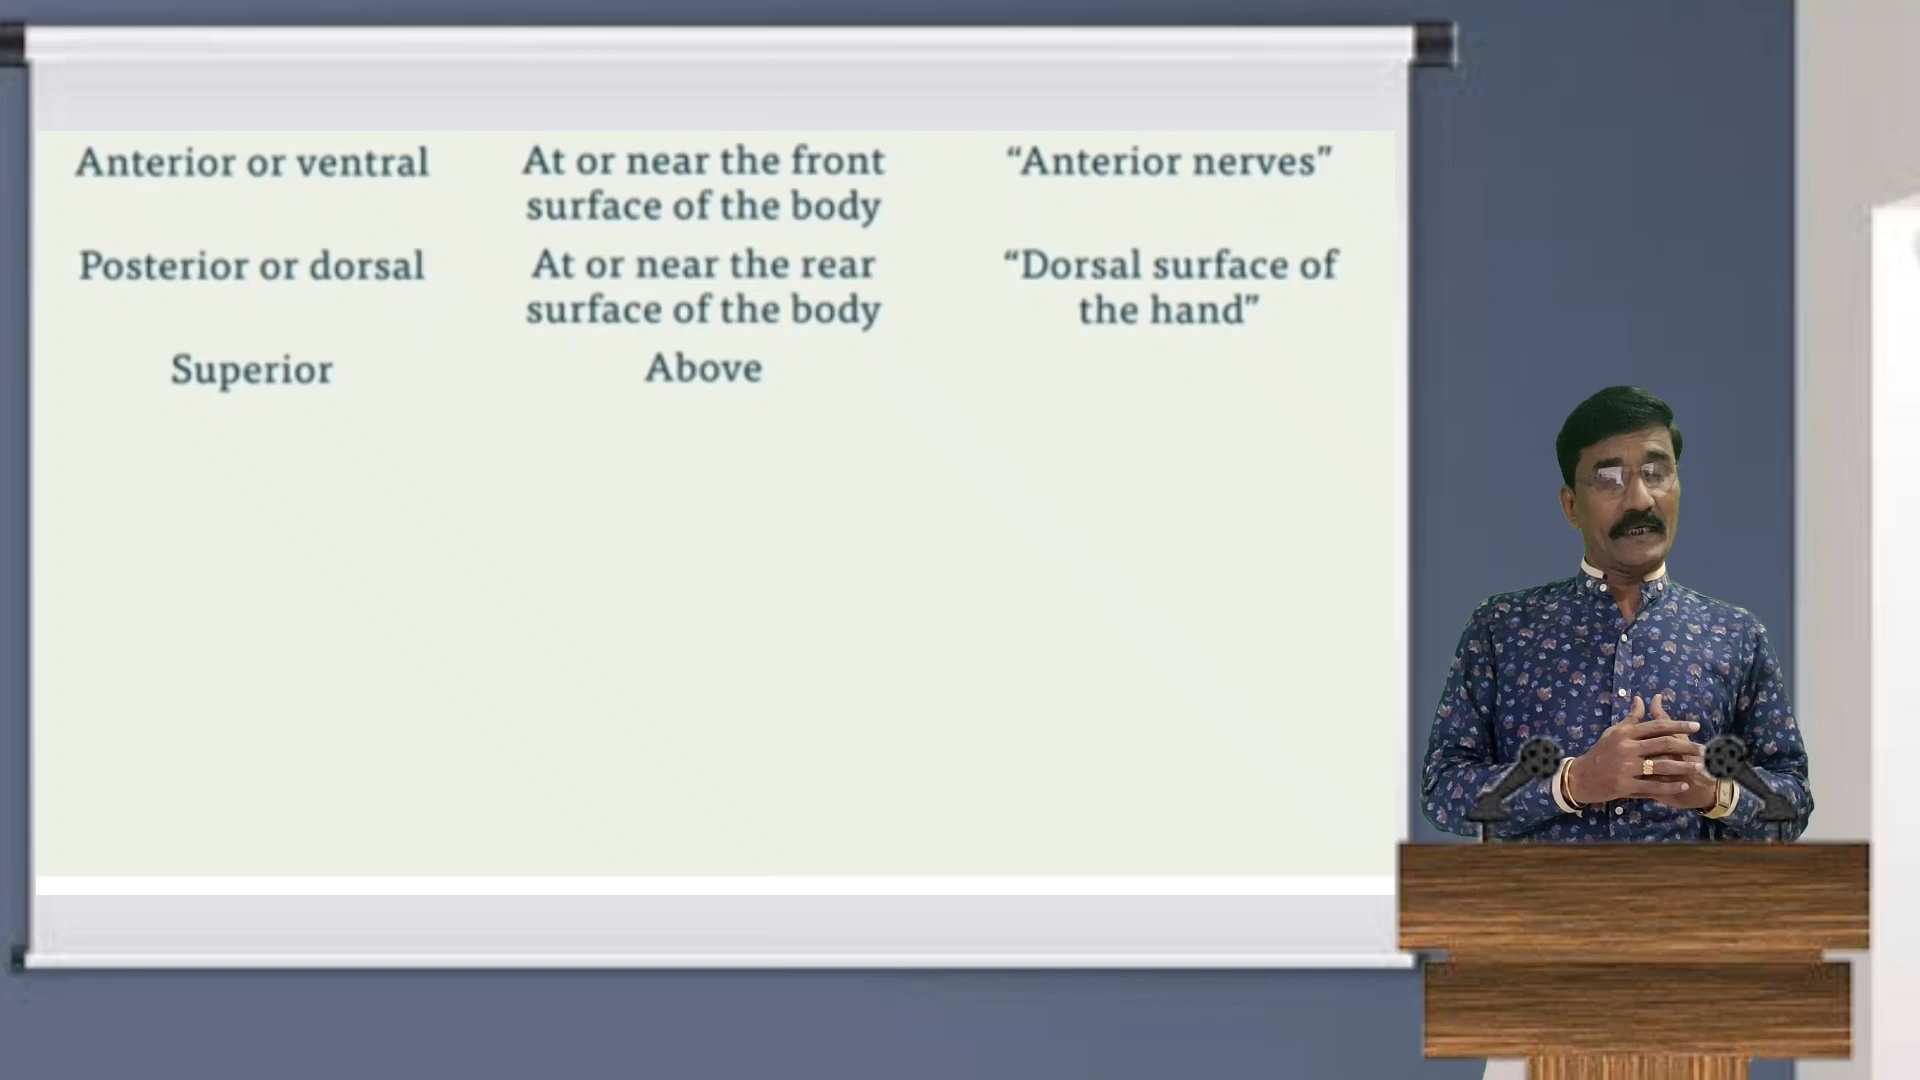 Anterior or ventral
At or near the front
surface of the body
“Anterior nerves”
Posterior or dorsal
At or near the rear
surface of the body
“Dorsal surface of
the hand”
Superior
Above